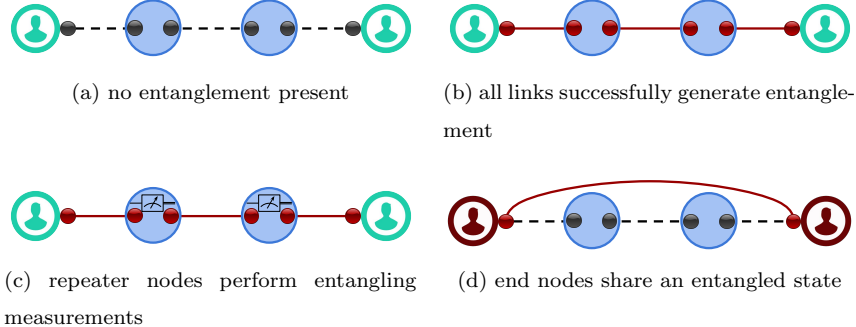 (a) no entanglement present
(b) all links successfully generate entangle-
ment
(c) repeater nodes perform entangling
measurements
(d) end nodes share an entangled state